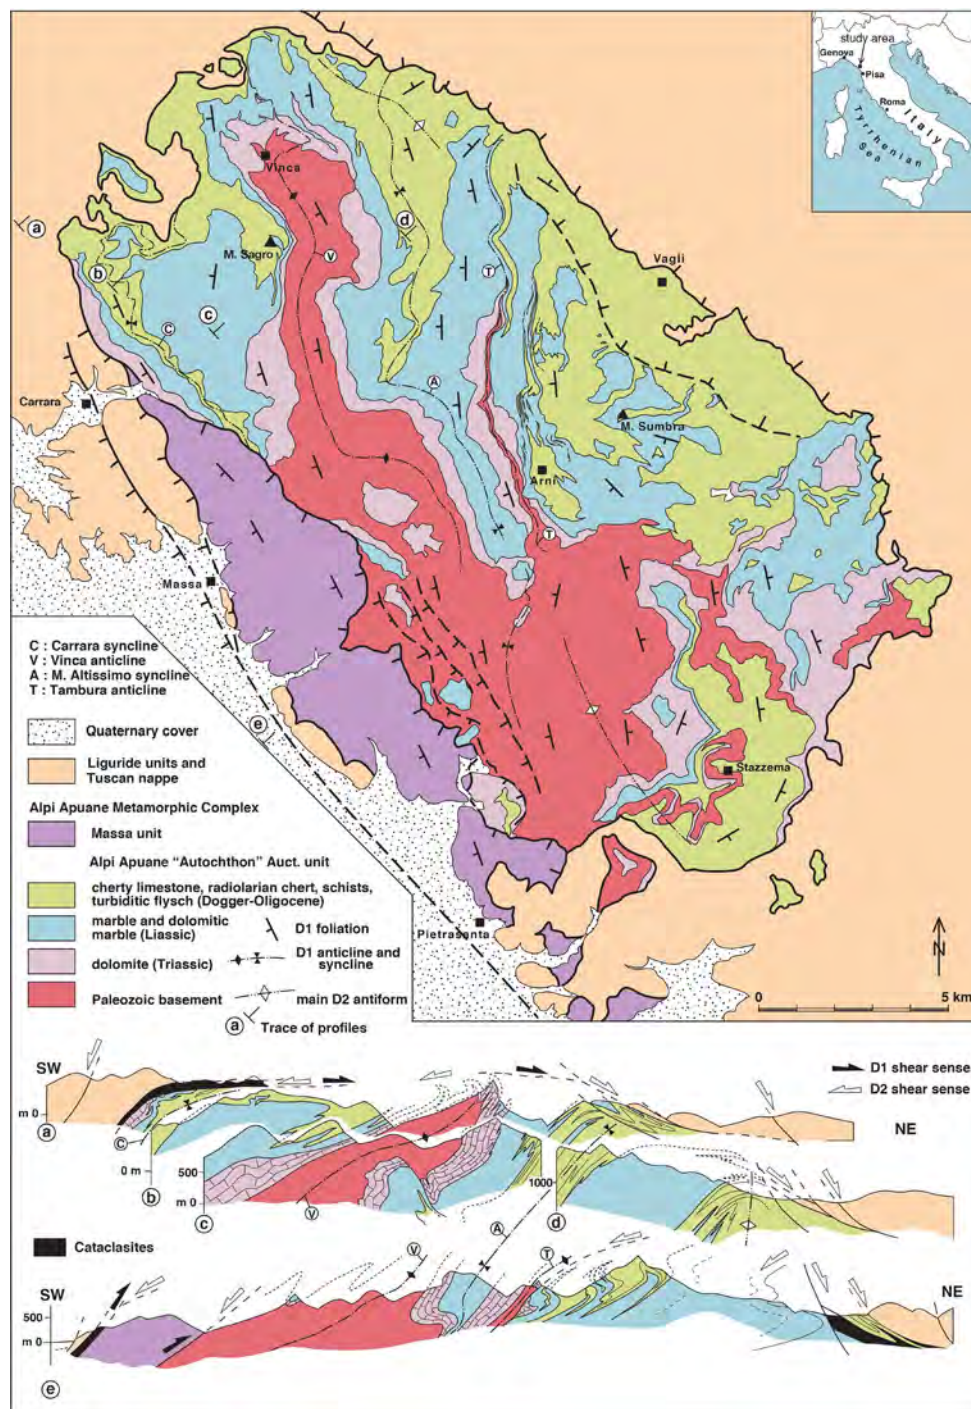 study area
Genova
Pisa
Roma
Italy
Tyrrhenian
Sea
Vinca
a
d
M. Sagro
V
T
Vagli
b
C
c
Carrara
A
M. Sumbra
Arni
T
Massa
C : Carrara syncline
V : Vinca anticline
A : M. Altissimo syncline
T : Tambura anticline
e
Stazzema
Quaternary cover
Liguride units and
Tuscan nappe
Alpi Apuane Metamorphic Complex
Massa unit
Alpi Apuane “Autochthon” Auct. unit
cherty limestone, radiolarian chert, schists,
turbiditic flysch (Dogger-Oligocene)
marble and dolomitic
marble (Liassic)
D1 foliation
dolomite (Triassic)
D1 anticline and
syncline
Paleozoic basement
main D2 antiform
a Trace of profiles
Pietrasanta
N
0 5 km
SW
D1 shear sense
D2 shear sense
m 0
a
C
NE
0 m
b
500
m 0
c
V
1000
d
A
Cataclasites
V
T
SW
NE
500
m 0
e